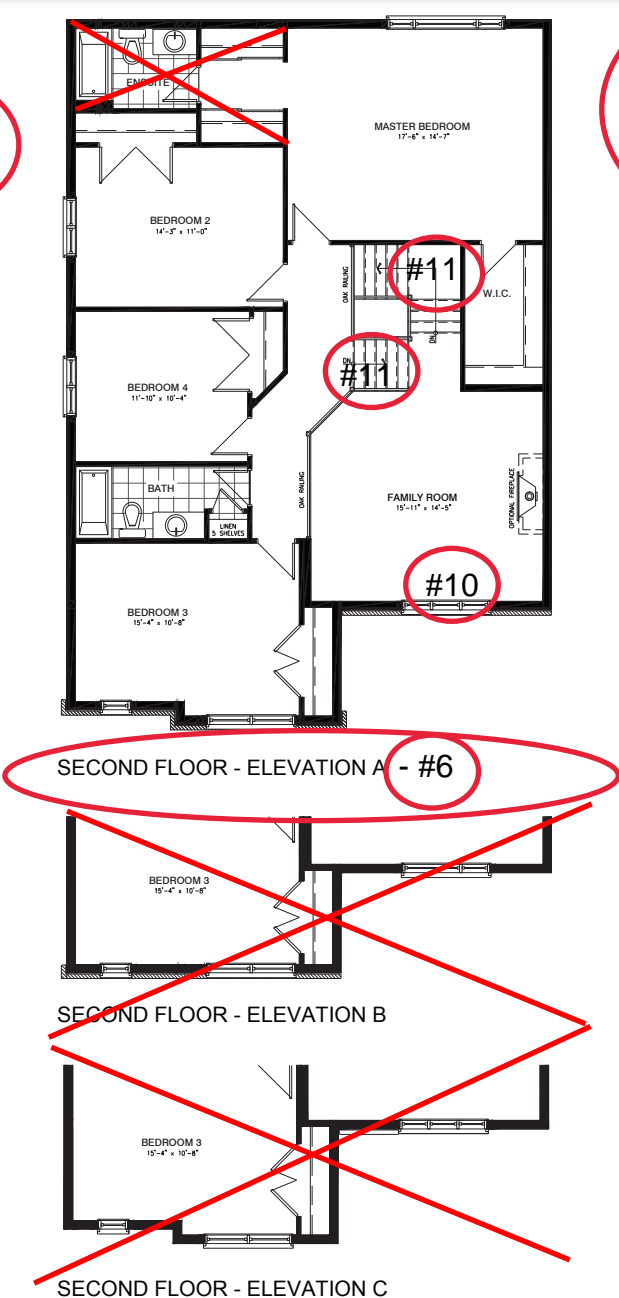 ENSUITE
MASTER BEDROOM
17'-6" x 14'-7"
BEDROOM 2
14'-3" x 11'-0"
OAK RAILING
#11
W.I.C.
DN
DN
#11
BEDROOM 4
11'-10" x 10'-4"
BATH
LINEN
5 SHELVES
OAK RAILING
FAMILY ROOM
15'-11" x 14'-5"
OPTIONAL FIREPLACE
#10
BEDROOM 3
15'-4" x 10'-8"
SECOND FLOOR - ELEVATION A - #6
BEDROOM 3
15'-4" x 10'-8"
SECOND FLOOR - ELEVATION B
BEDROOM 3
15'-4" x 10'-8"
SECOND FLOOR - ELEVATION C